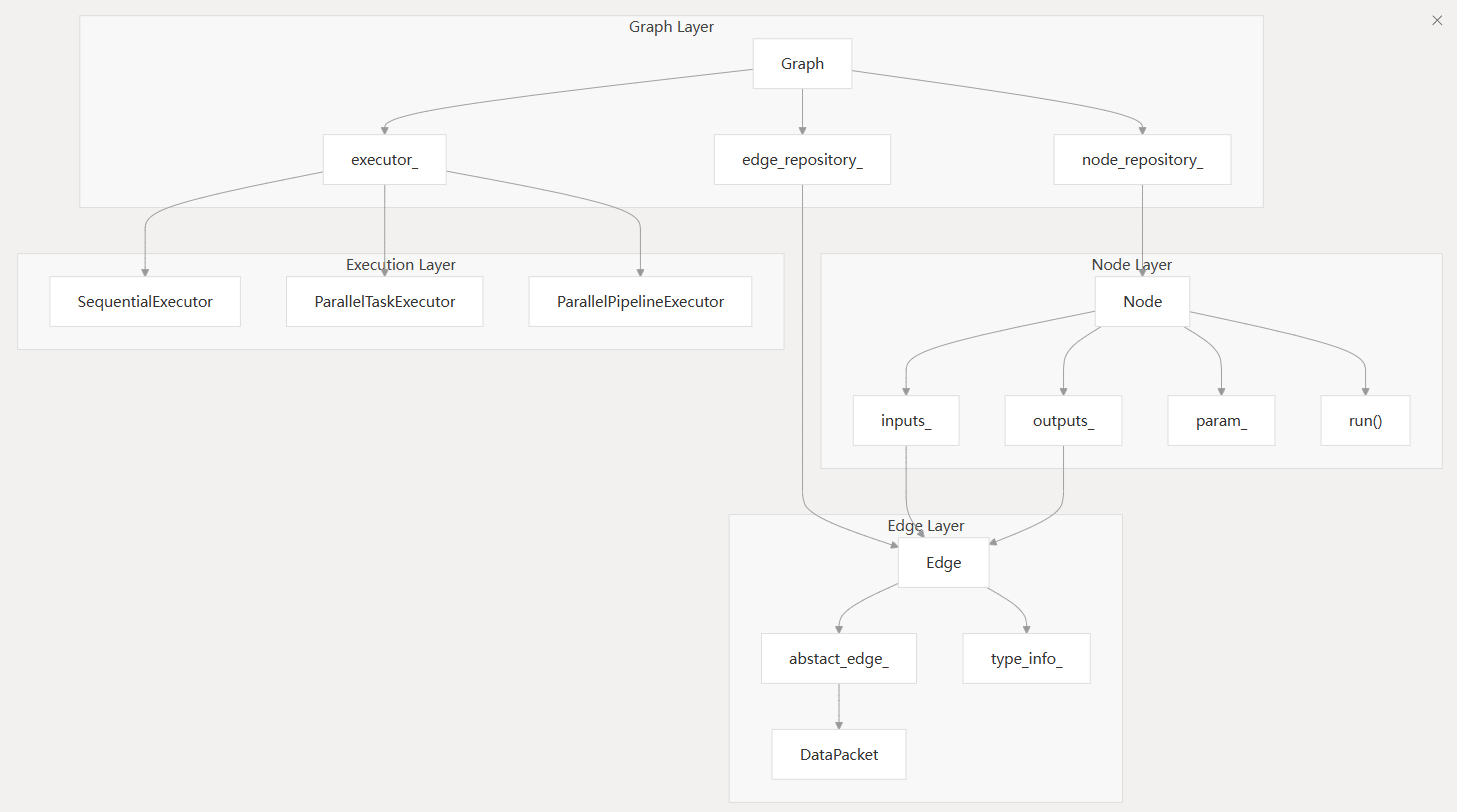 Graph Layer
Graph
executor_
edge_repository_
node_repository_
Execution Layer
SequentialExecutor
ParallelTaskExecutor
ParallelPipelineExecutor
Node Layer
Node
inputs_
outputs_
param_
run()
Edge Layer
Edge
abstact_edge_
type_info_
DataPacket